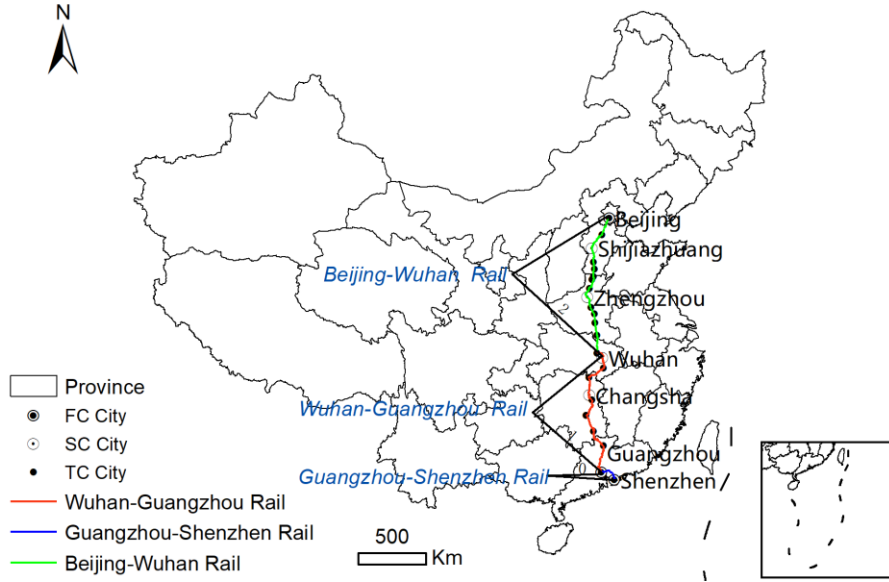 N
Beijing
Shijiazhuang
Beijing-Wuhan Rail
Zhengzhou
Wuhan
Changsha
Wuhan-Guangzhou Rail
Guangzhou
Guangzhou-Shenzhen Rail
Shenzhen
Province
FC City
SC City
TC City
Wuhan-Guangzhou Rail
Guangzhou-Shenzhen Rail
Beijing-Wuhan Rail
500
Km